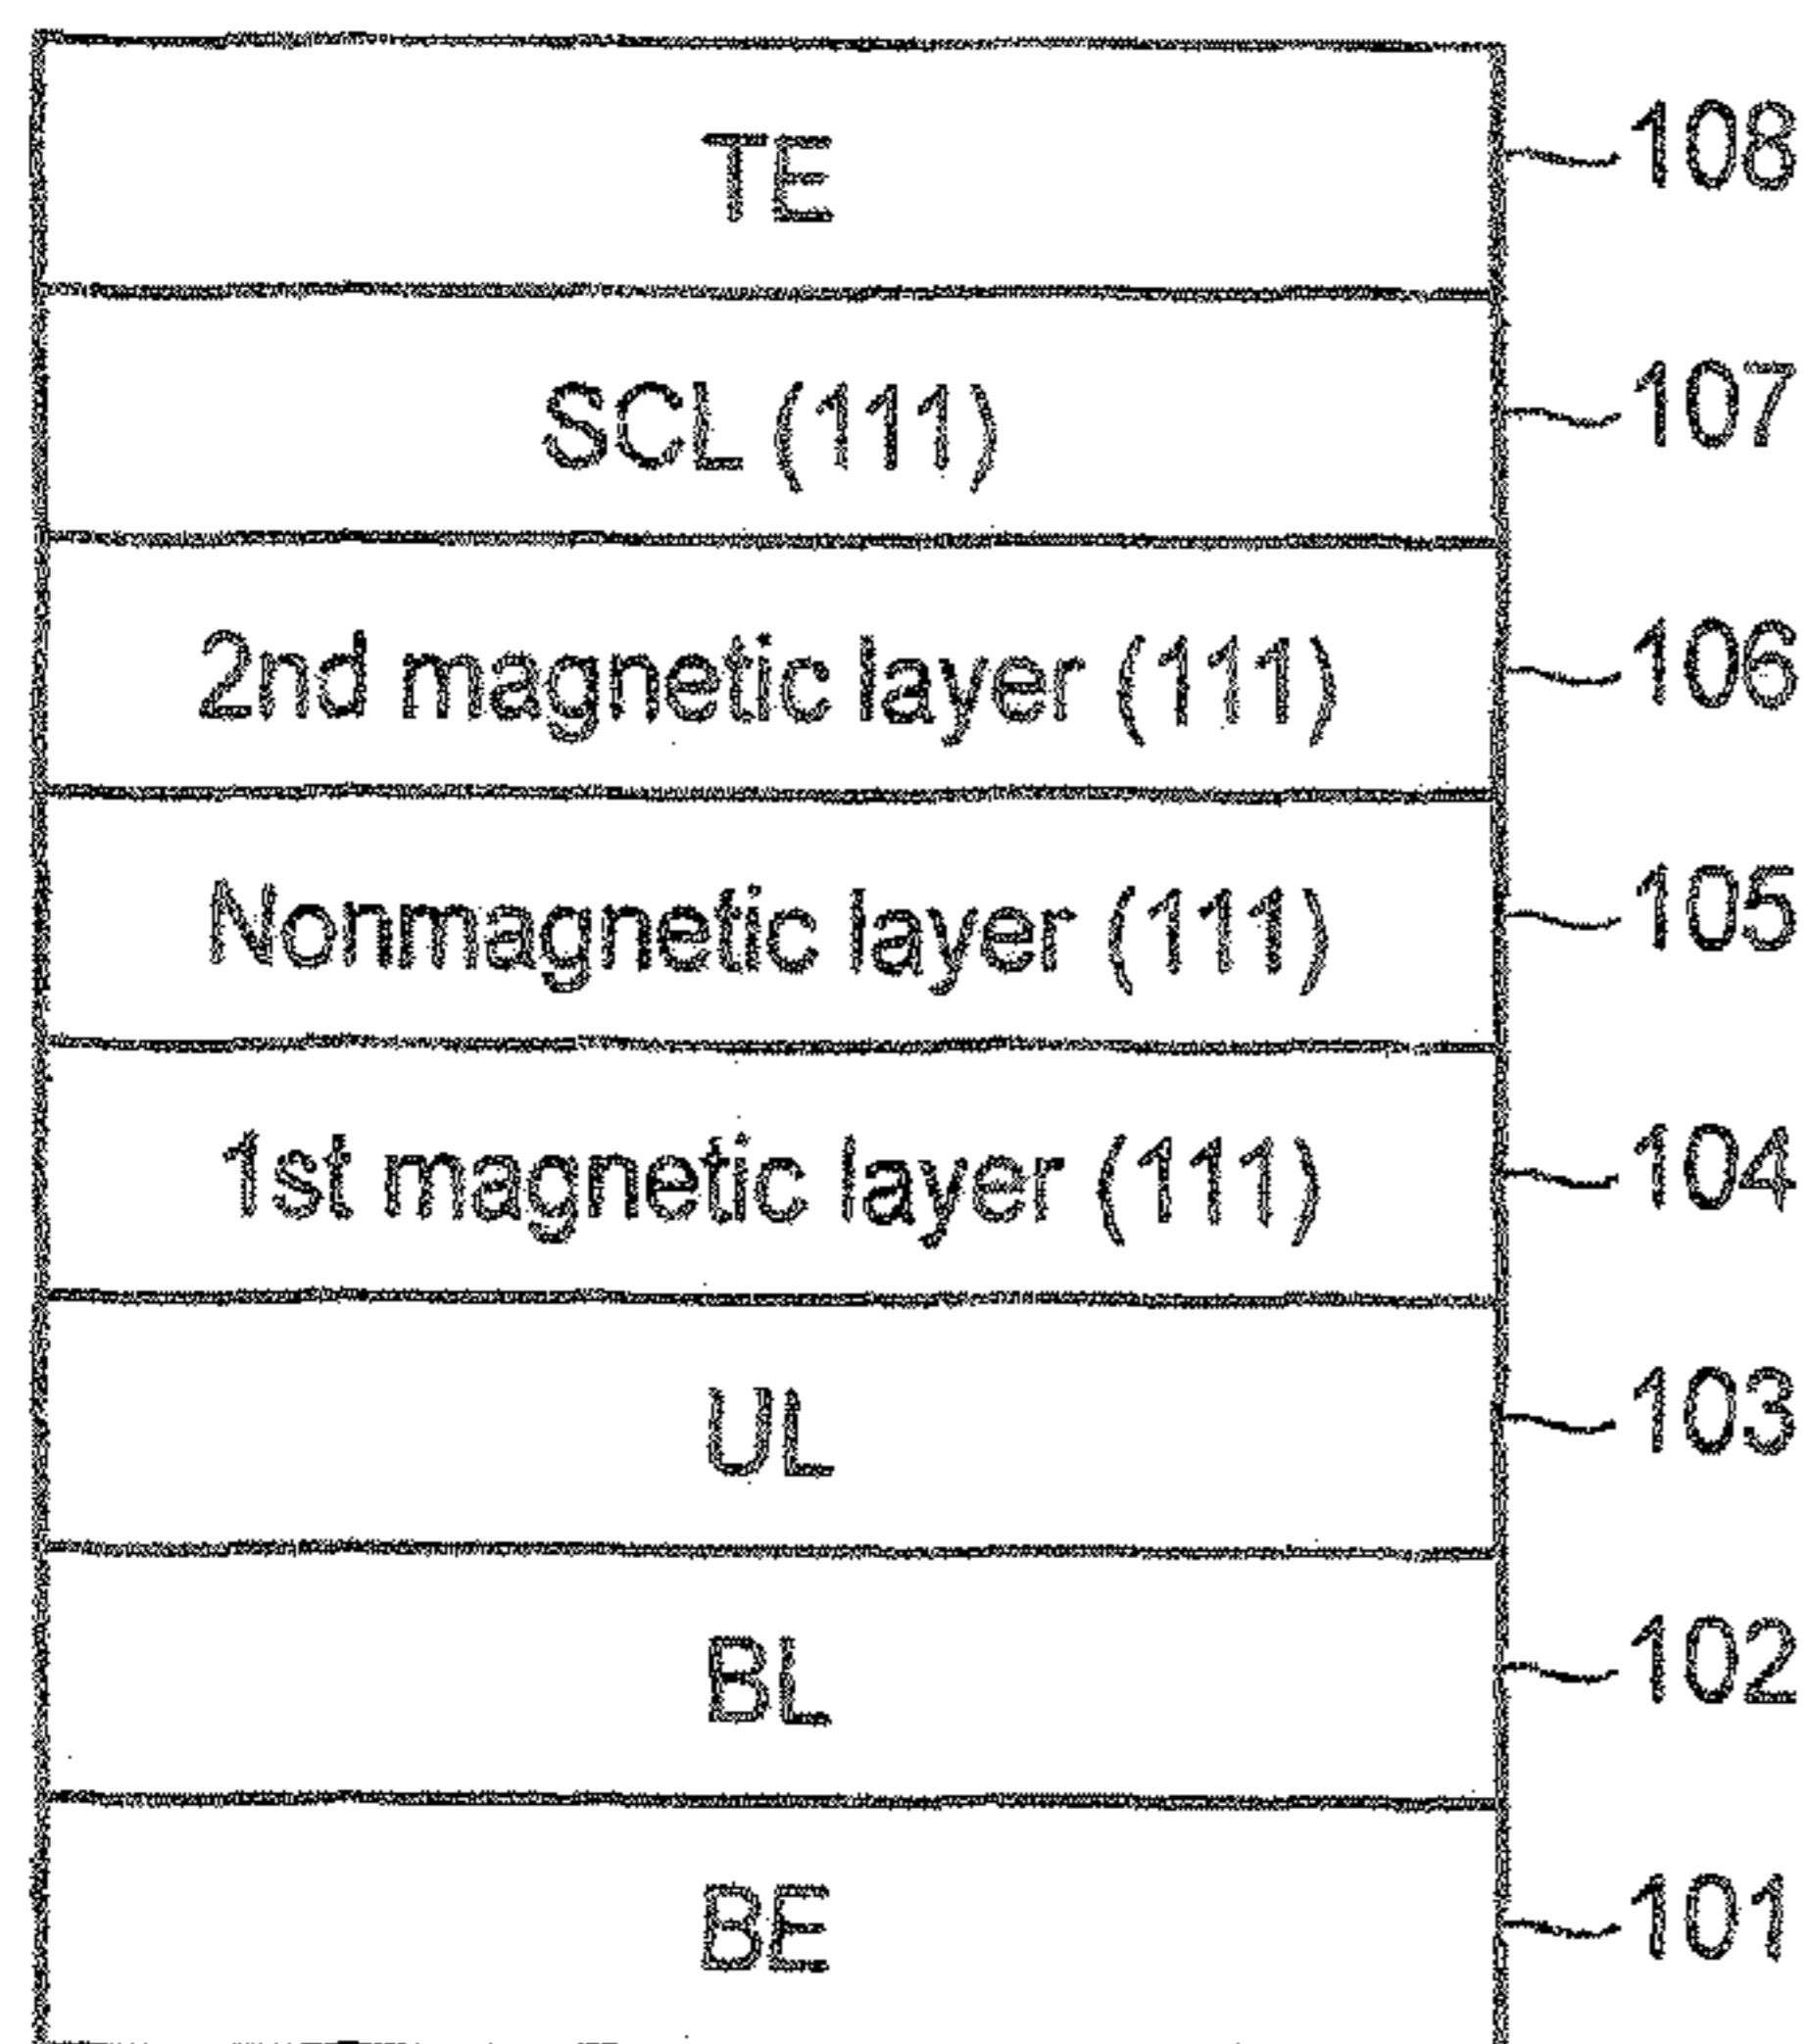 TE 108
SCL (111) 107
2nd magnetic layer (111) 106
Nonmagnetic layer (111) 105
1st magnetic layer (111) 104
UL 103
BL 102
BE 101